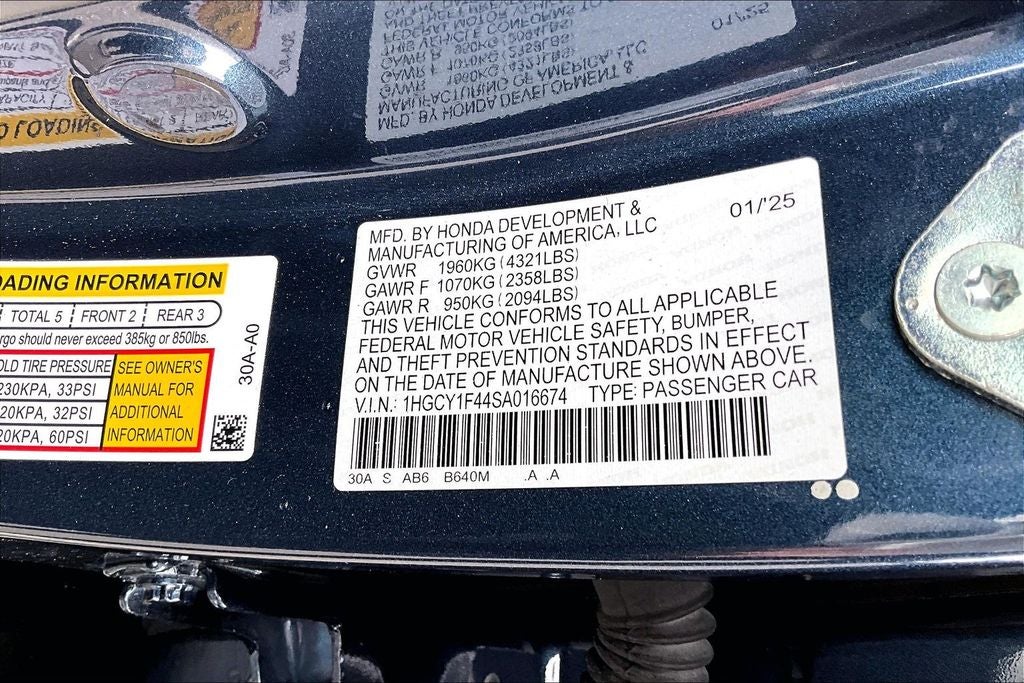 MFD. BY HONDA DEVELOPMENT & 01/'25
MANUFACTURING OF AMERICA, LLC
GVWR 1960KG (4321LBS)
GAWR F 1070KG (2358LBS)
GAWR R 950KG (2094LBS)
THIS VEHICLE CONFORMS TO ALL APPLICABLE
FEDERAL MOTOR VEHICLE SAFETY, BUMPER,
AND THEFT PREVENTION STANDARDS IN EFFECT
ON THE DATE OF MANUFACTURE SHOWN ABOVE.
V.I.N.: 1HGCY1F44SA016674 TYPE: PASSENGER CAR
30A S AB6 B640M .A .A
OADING INFORMATION
TOTAL 5 FRONT 2 REAR 3
rgo should never exceed 385kg or 850lbs.
OLD TIRE PRESSURE
230KPA, 33PSI
20KPA, 32PSI
20KPA, 60PSI
SEE OWNER'S
MANUAL FOR
ADDITIONAL
INFORMATION
30A-A0